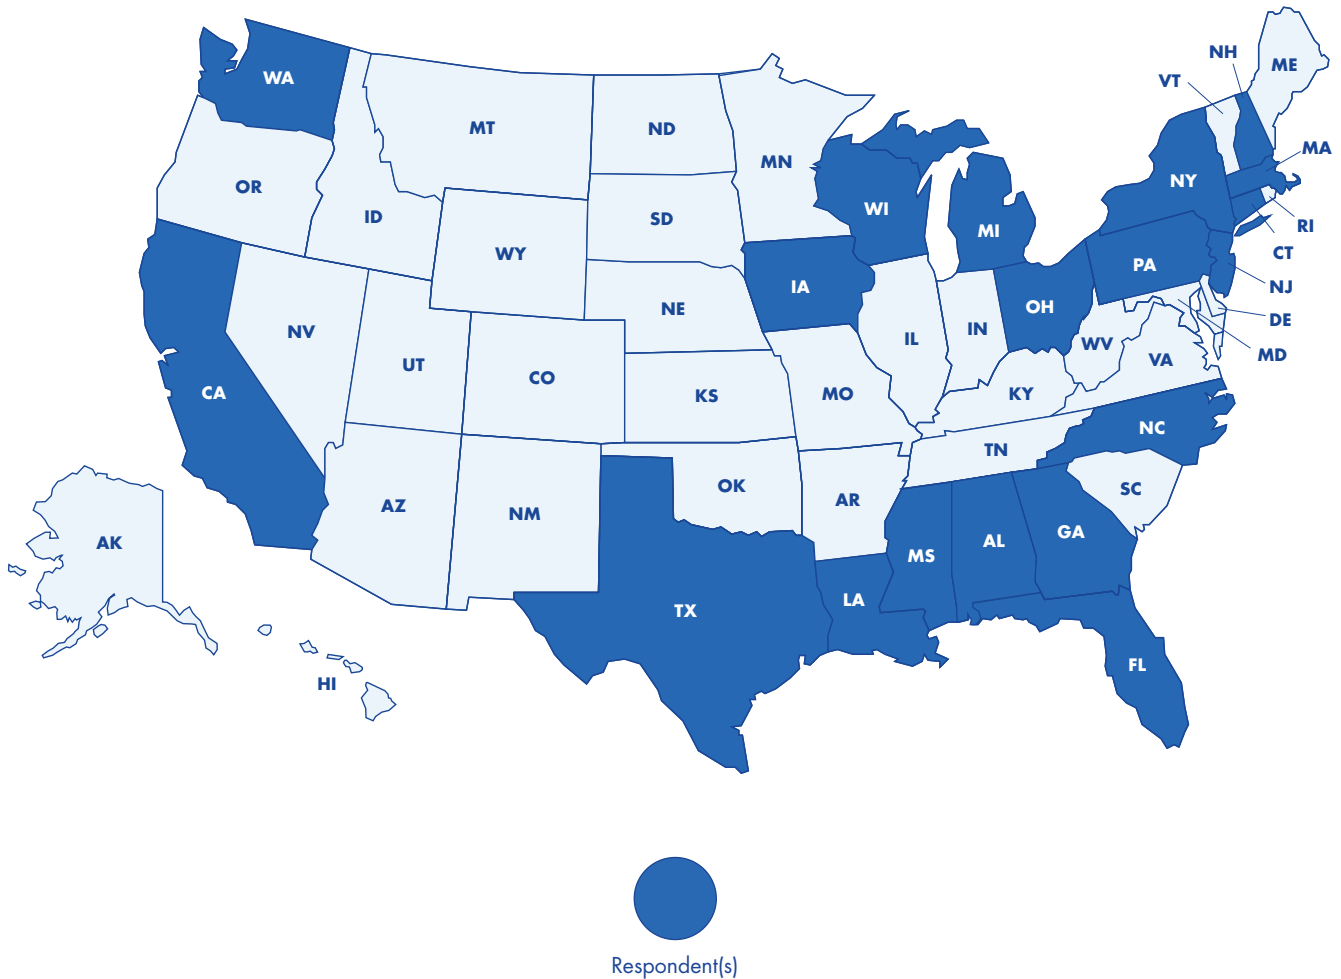 NH
ME
VT
WA
MT
ND
MN
MA
OR
ID
SD
WI
NY
RI
WY
MI
CT
PA
IA
NJ
NE
OH
DE
NV
IL
IN
WV
MD
UT
CO
VA
CA
KS
MO
KY
NC
TN
OK
SC
AZ
NM
AR
GA
AK
AL
MS
TX
LA
FL
HI
Respondent(s)